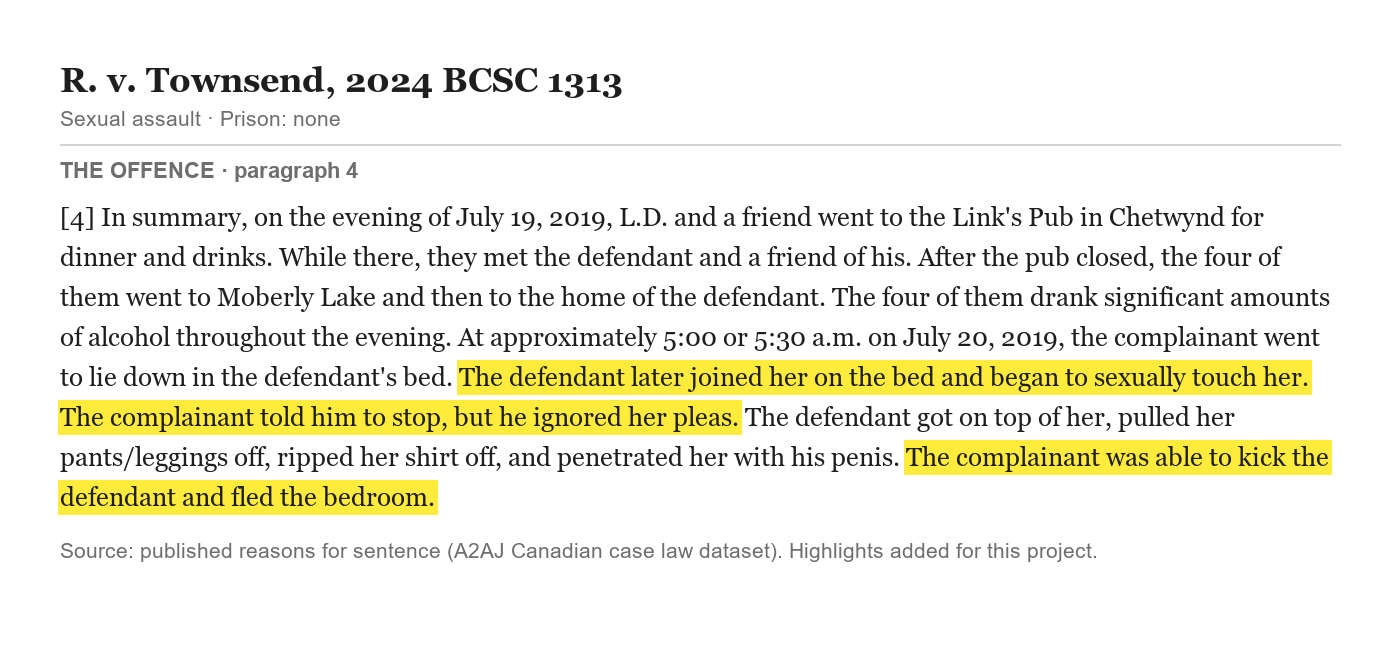 R. v. Townsend, 2024 BCSC 1313
Sexual assault · Prison: none
THE OFFENCE · paragraph 4
[4] In summary, on the evening of July 19, 2019, L.D. and a friend went to the Link's Pub in Chetwynd for
dinner and drinks. While there, they met the defendant and a friend of his. After the pub closed, the four of
them went to Moberly Lake and then to the home of the defendant. The four of them drank significant amounts
of alcohol throughout the evening. At approximately 5:00 or 5:30 a.m. on July 20, 2019, the complainant went
to lie down in the defendant's bed. The defendant later joined her on the bed and began to sexually touch her.
The complainant told him to stop, but he ignored her pleas. The defendant got on top of her, pulled her
pants/leggings off, ripped her shirt off, and penetrated her with his penis. The complainant was able to kick the
defendant and fled the bedroom.
Source: published reasons for sentence (A2AJ Canadian case law dataset). Highlights added for this project.